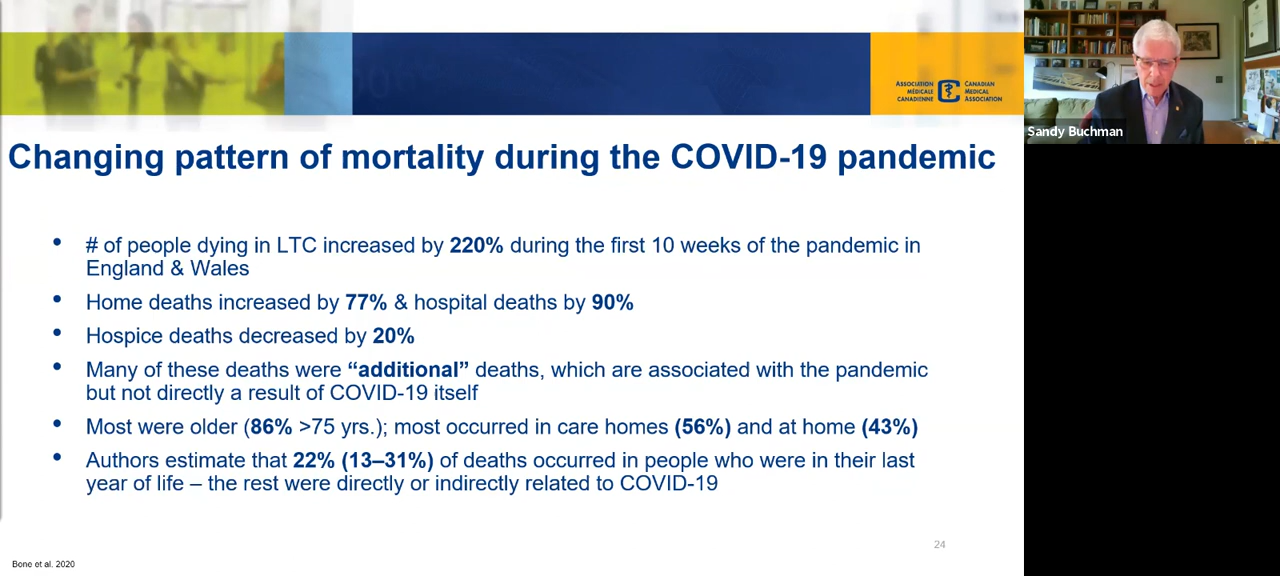 ASSOCIATION
MÉDICALE
CANADIENNE
CANADIAN
MEDICAL
ASSOCIATION
Sandy Buchman
Changing pattern of mortality during the COVID-19 pandemic
• # of people dying in LTC increased by 220% during the first 10 weeks of the pandemic in
England & Wales
• Home deaths increased by 77% & hospital deaths by 90%
• Hospice deaths decreased by 20%
• Many of these deaths were “additional” deaths, which are associated with the pandemic
but not directly a result of COVID-19 itself
• Most were older (86% >75 yrs.); most occurred in care homes (56%) and at home (43%)
• Authors estimate that 22% (13–31%) of deaths occurred in people who were in their last
year of life – the rest were directly or indirectly related to COVID-19
24
Bone et al. 2020